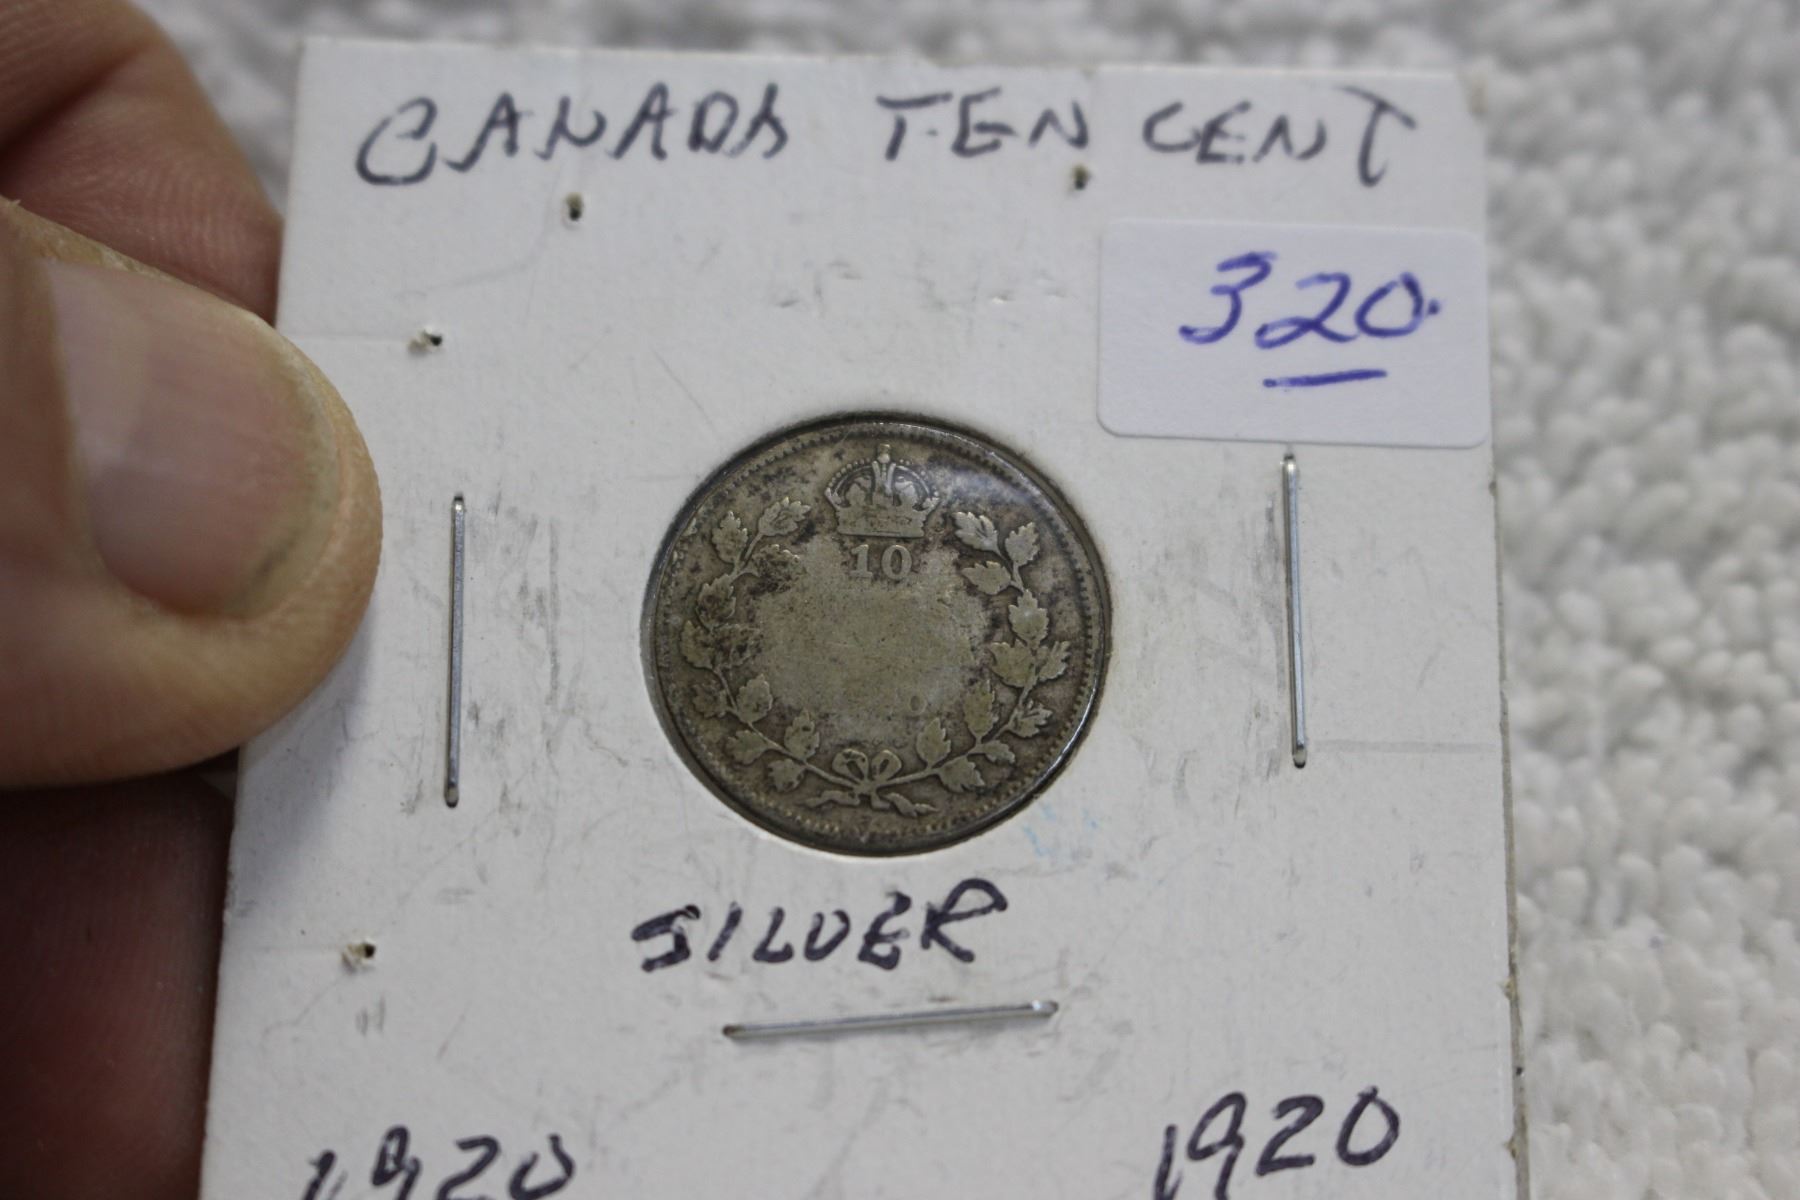 CANADA TEN CENT
320
10
SILVER
1920 1920